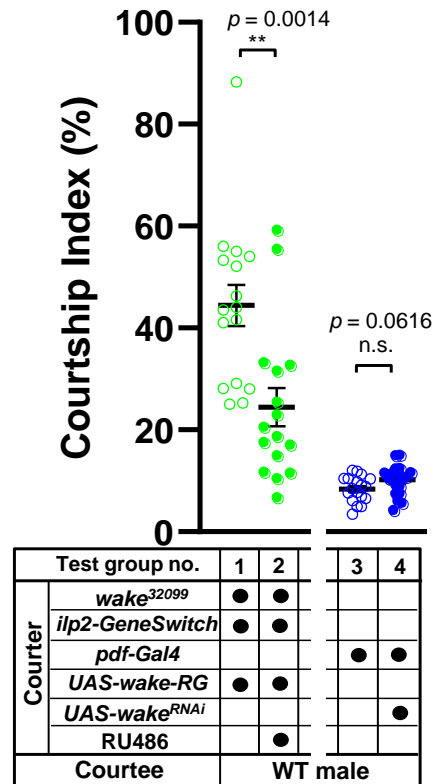 p = 0.0014
**
100
80
60
40
20
0
Courtship Index (%)
p = 0.0616
n.s.
Test group no. 1 2 3 4
Courter
wake32099
ilp2-GeneSwitch
pdf-Gal4
UAS-wake-RG
UAS-wakeRNAi
RU486
Courtee WT male